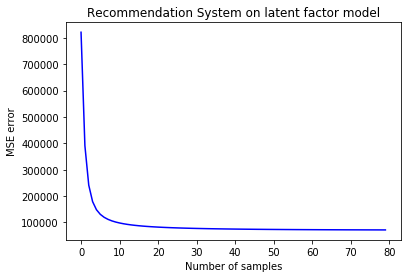 Recommendation System on latent factor model
MSE error
800000
700000
600000
500000
400000
300000
200000
100000
0 10 20 30 40 50 60 70 80
Number of samples